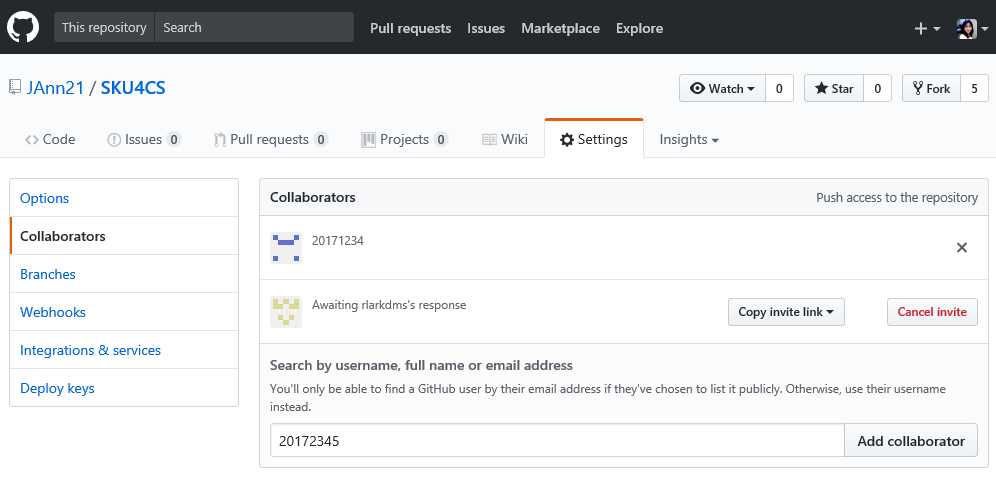 This repository Search Pull requests Issues Marketplace Explore
JAnn21 / SKU4CS Watch 0 Star 0 Fork 5
Code Issues 0 Pull requests 0 Projects 0 Wiki Settings Insights
Options
Collaborators
Branches
Webhooks
Integrations & services
Deploy keys
Collaborators Push access to the repository
20171234
Awaiting rlarkdms's response Copy invite link Cancel invite
Search by username, full name or email address
You'll only be able to find a GitHub user by their email address if they've chosen to list it publicly. Otherwise, use their username
instead.
20172345 Add collaborator